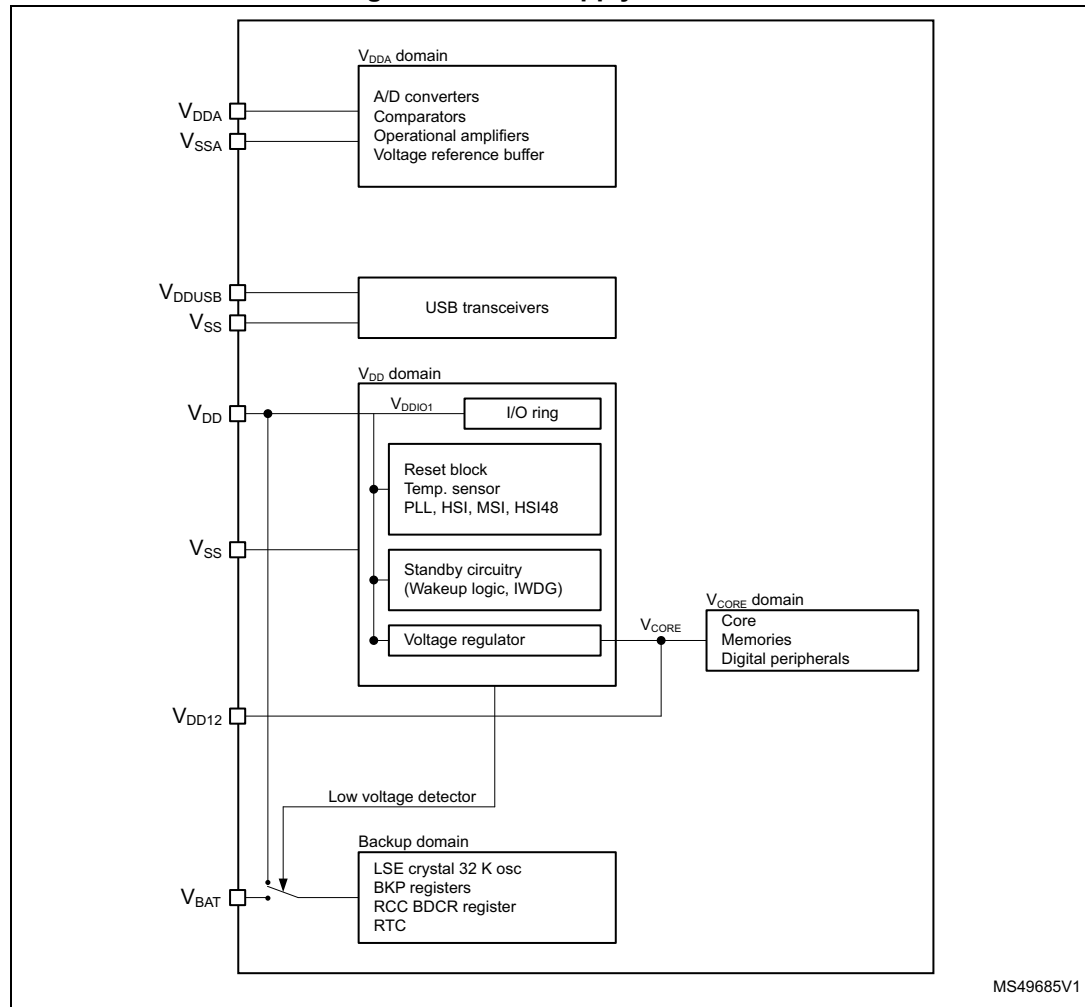 VDDA domain
A/D converters
Comparators
Operational amplifiers
Voltage reference buffer
VDDA
VSSA
VDDUSB
VSS
USB transceivers
VDD domain
VDD
VDDIO1
I/O ring
Reset block
Temp. sensor
PLL, HSI, MSI, HSI48
VSS
Standby circuitry
(Wakeup logic, IWDG)
Voltage regulator
VCORE
VCORE domain
Core
Memories
Digital peripherals
VDD12
Low voltage detector
Backup domain
LSE crystal 32 K osc
BKP registers
RCC BDCR register
RTC
VBAT
MS49685V1